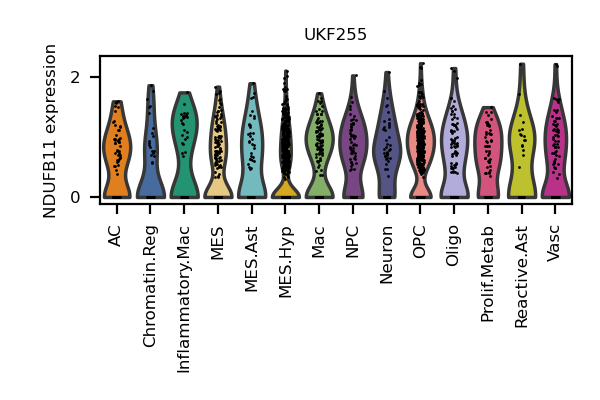 UKF255
NDUFB11 expression
2
0
AC
Chromatin.Reg
Inflammatory.Mac
MES
MES.Ast
MES.Hyp
Mac
NPC
Neuron
OPC
Oligo
Prolif.Metab
Reactive.Ast
Vasc